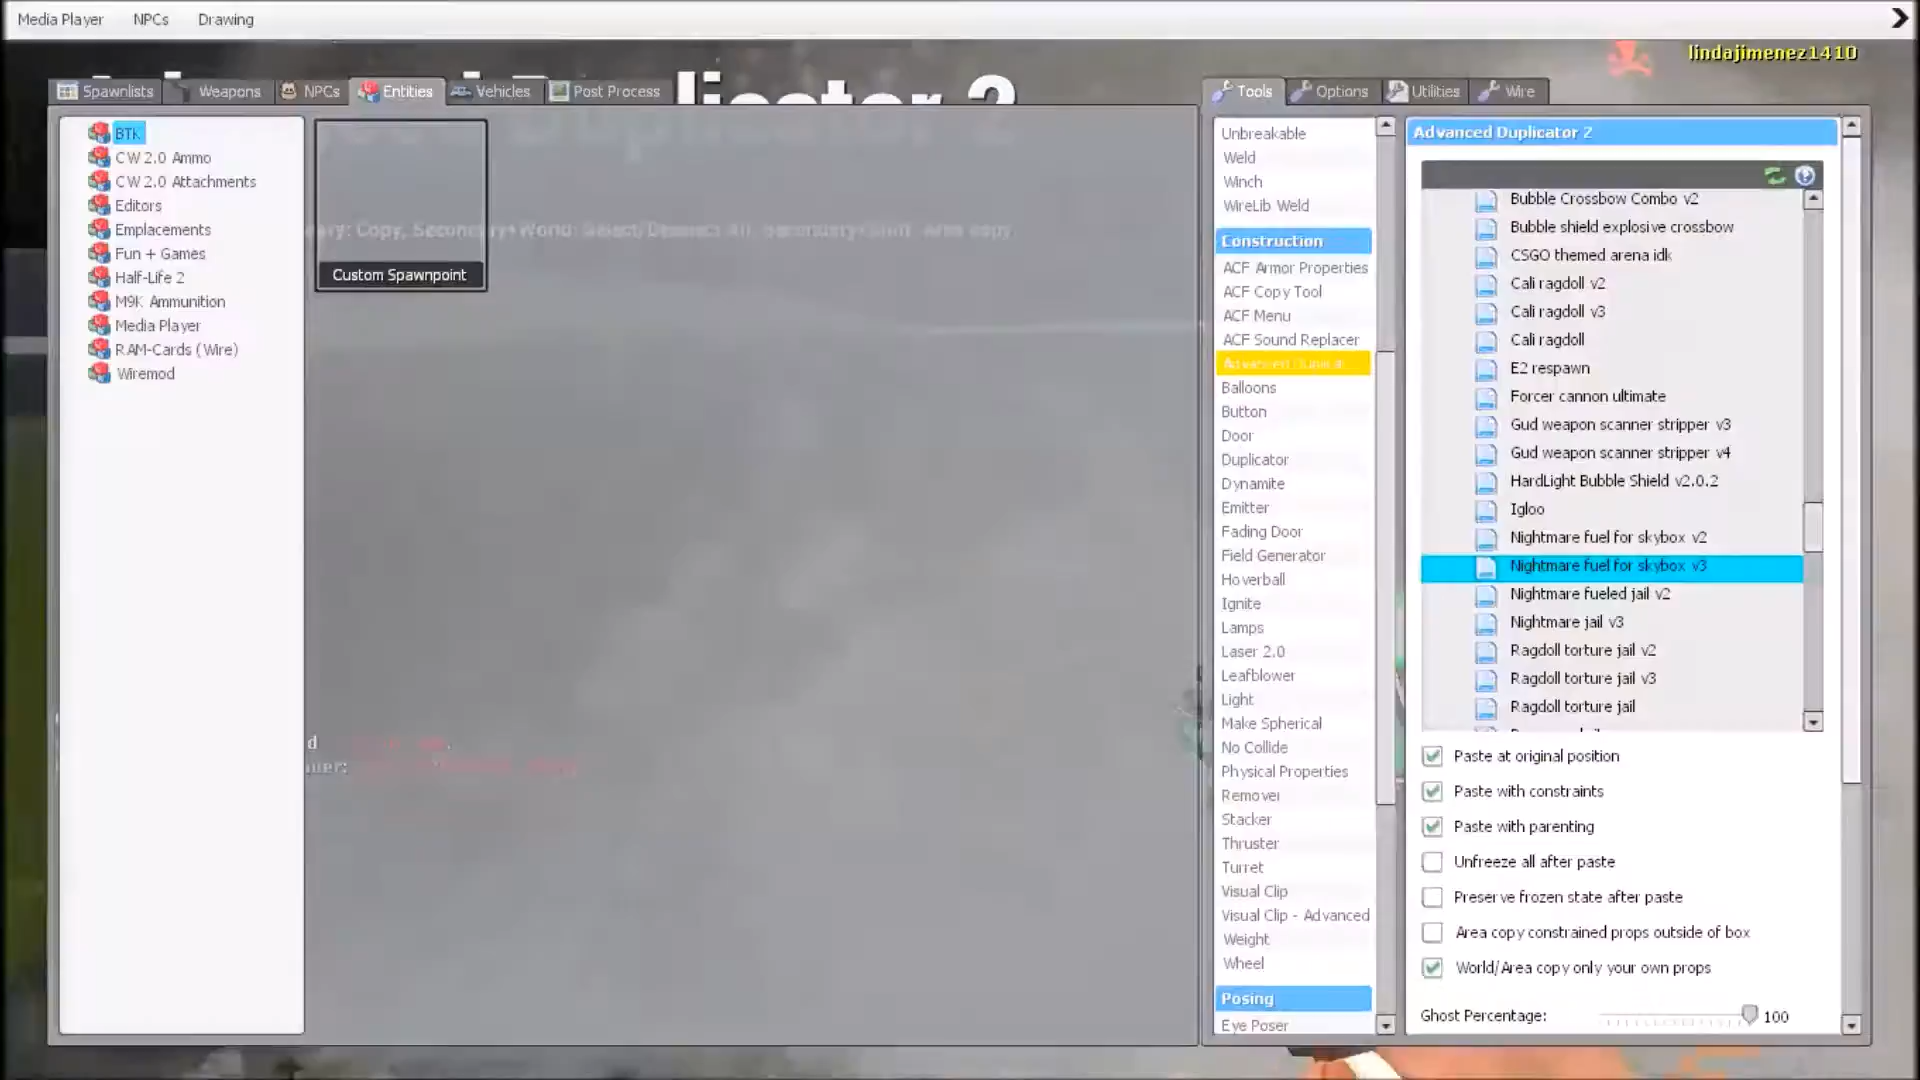 Media Player NPCs Drawing
lindajimenez1410
Spawnlists Weapons NPCs Entities Vehicles Post Process
BTK
CW 2.0 Ammo
CW 2.0 Attachments
Editors
Emplacements
Fun + Games
Half-Life 2
M9K Ammunition
Media Player
RAM-Cards (Wire)
Wiremod
Custom Spawnpoint
Tools Options Utilities Wire
Unbreakable
Weld
Winch
WireLib Weld
Construction
ACF Armor Properties
ACF Copy Tool
ACF Menu
ACF Sound Replacer
Balloons
Button
Door
Duplicator
Dynamite
Emitter
Fading Door
Field Generator
Hoverball
Ignite
Lamps
Laser 2.0
Leafblower
Light
Make Spherical
No Collide
Physical Properties
Remover
Stacker
Thruster
Turret
Visual Clip
Visual Clip - Advanced
Weight
Wheel
Posing
Eye Poser
Advanced Duplicator 2
Bubble Crossbow Combo v2
Bubble shield explosive crossbow
CSGO themed arena idk
Cali ragdoll v2
Cali ragdoll v3
Cali ragdoll
E2 respawn
Forcer cannon ultimate
Gud weapon scanner stripper v3
Gud weapon scanner stripper v4
HardLight Bubble Shield v2.0.2
Igloo
Nightmare fuel for skybox v2
Nightmare fuel for skybox v3
Nightmare fueled jail v2
Nightmare jail v3
Ragdoll torture jail v2
Ragdoll torture jail v3
Ragdoll torture jail
Paste at original position
Paste with constraints
Paste with parenting
Unfreeze all after paste
Preserve frozen state after paste
Area copy constrained props outside of box
World/Area copy only your own props
Ghost Percentage: 100